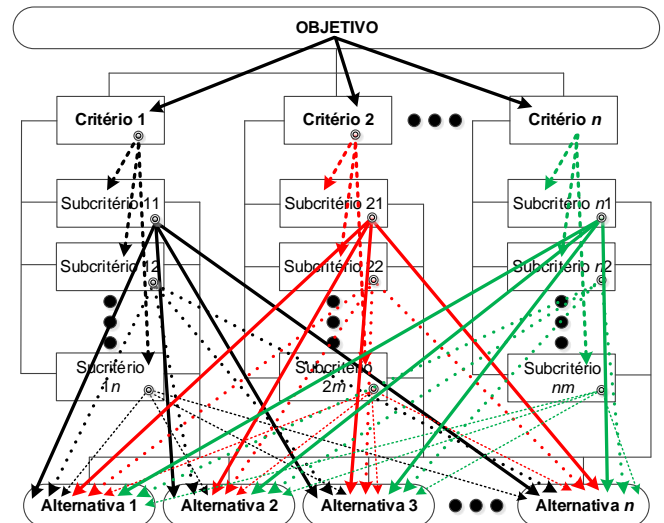 OBJETIVO
Critério 1
Critério 2
Critério n
Subcritério 11
Subcritério 21
Subcritério n1
Subcritério 12
Subcritério 22
Subcritério n2
Sucritério
1n
Subcritério
2m
Subcritério
nm
Alternativa 1
Alternativa 2
Alternativa 3
Alternativa n